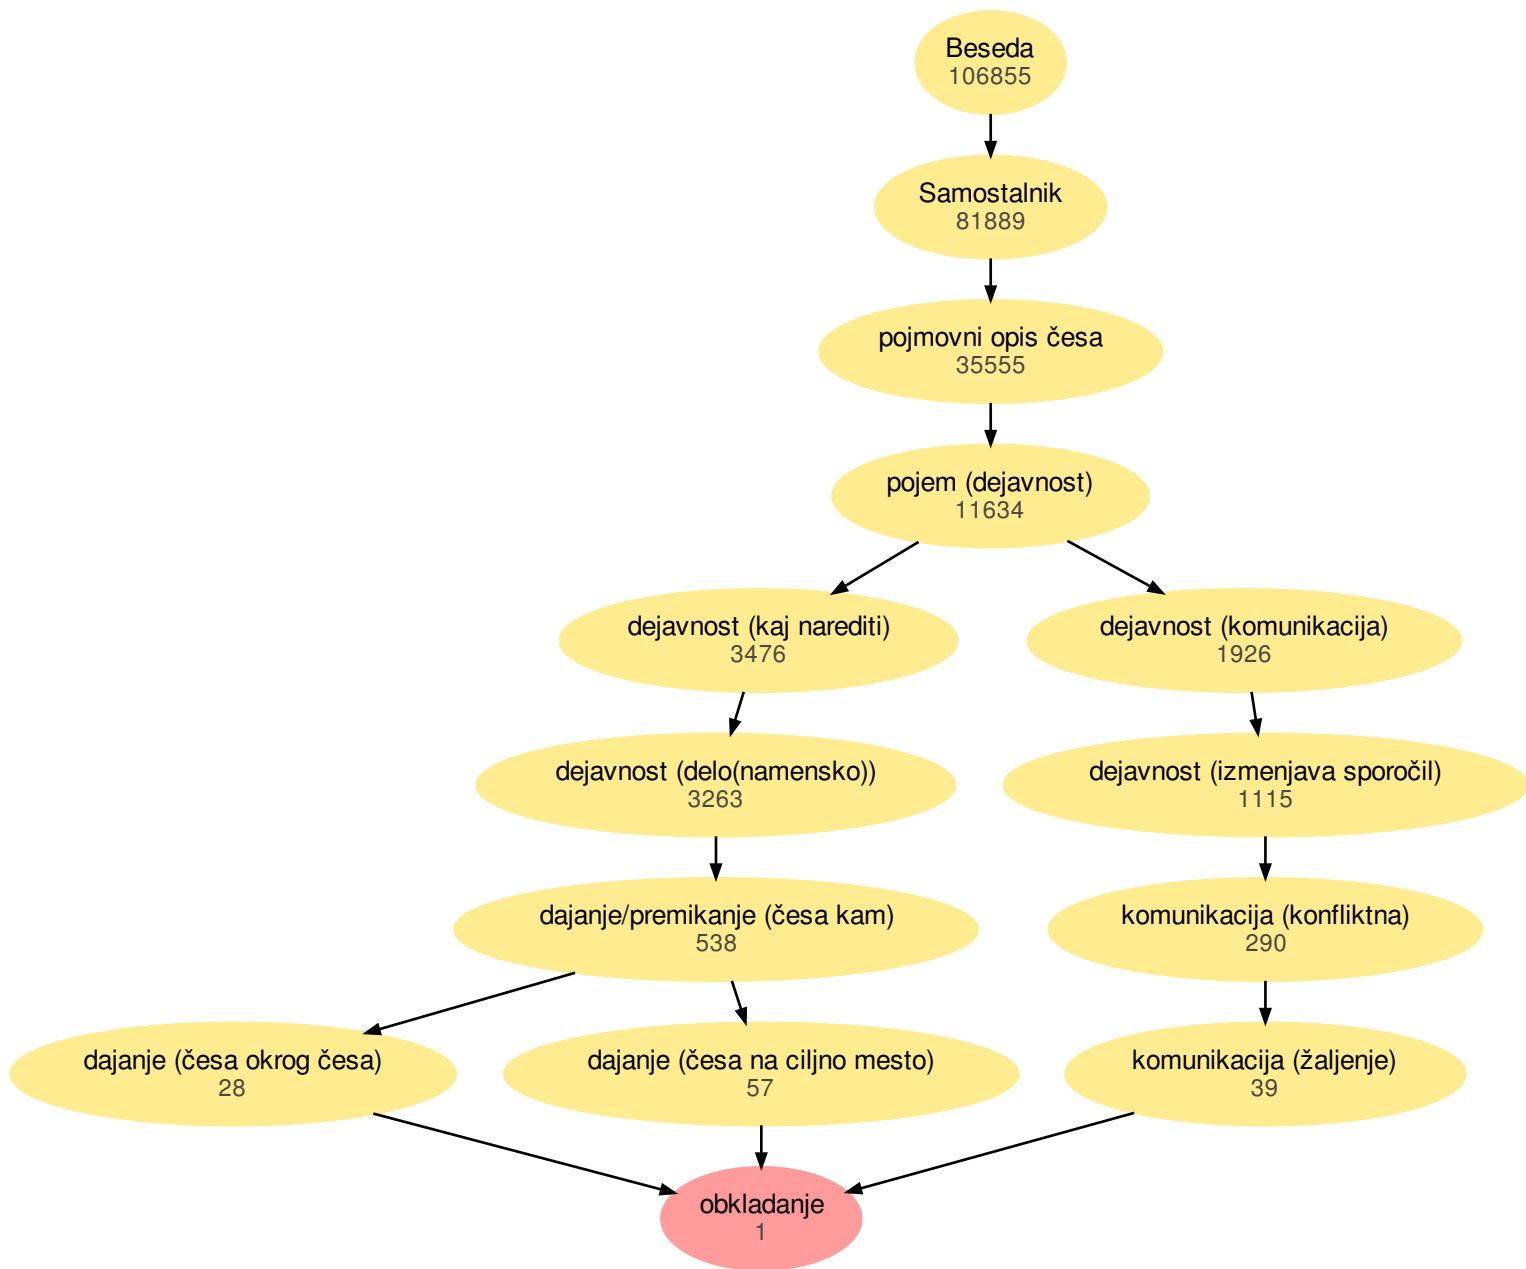 Beseda
106855
Samostalnik
81889
pojmovni opis česa
35555
pojem (dejavnost)
11634
dejavnost (kaj narediti)
3476
dejavnost (komunikacija)
1926
dejavnost (delo(namensko))
3263
dejavnost (izmenjava sporočil)
1115
dajanje/premikanje (česa kam)
538
komunikacija (konfliktna)
290
dajanje (česa okrog česa)
28
dajanje (česa na ciljno mesto)
57
komunikacija (žaljenje)
39
obkladanje
1